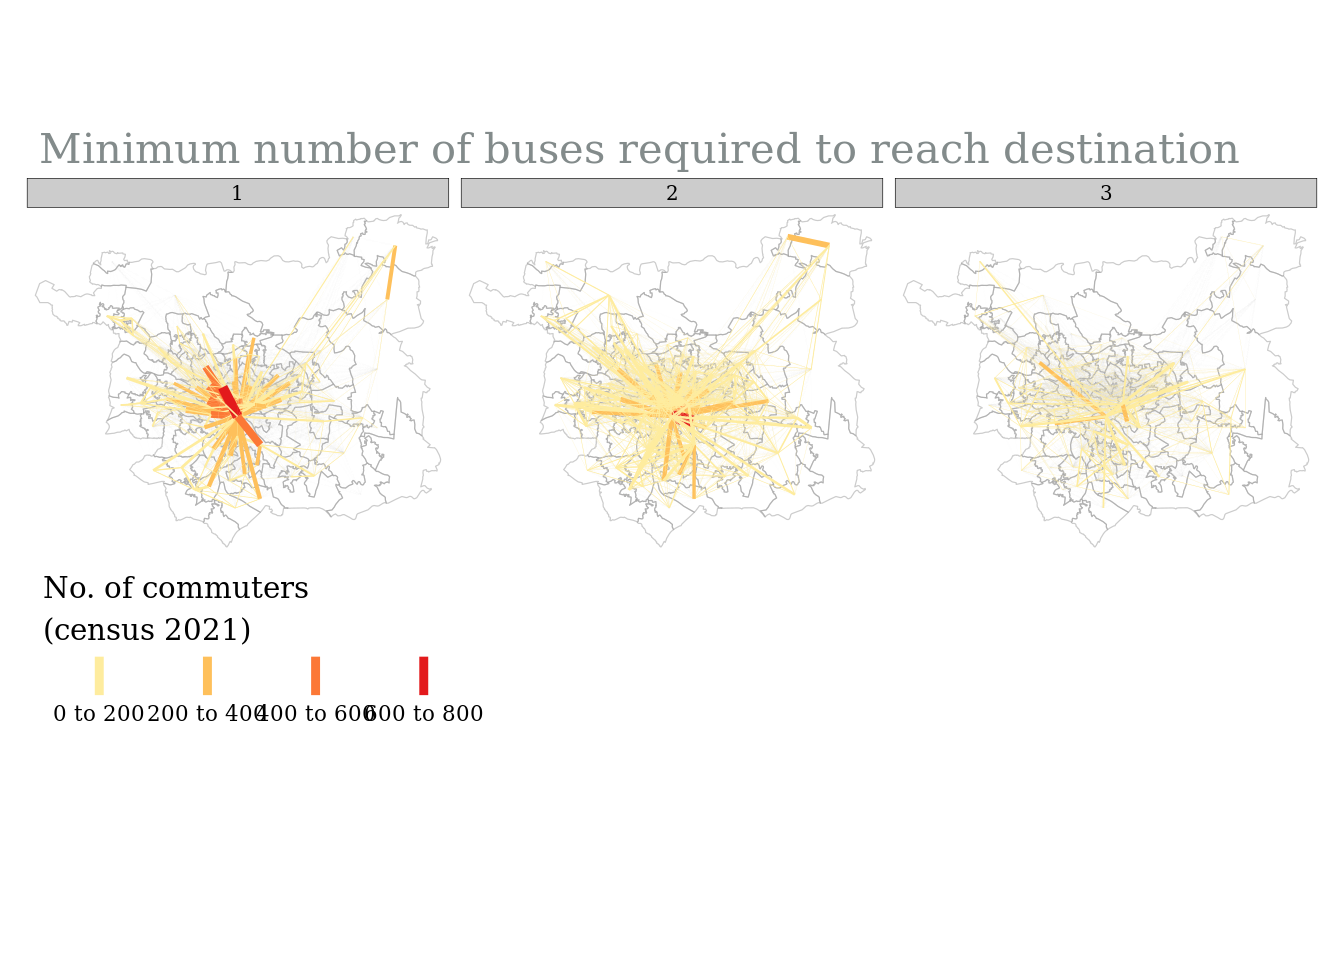 Minimum number of buses required to reach destination
1 2 3
No. of commuters
(census 2021)
0 to 200 200 to 400 400 to 600 600 to 800